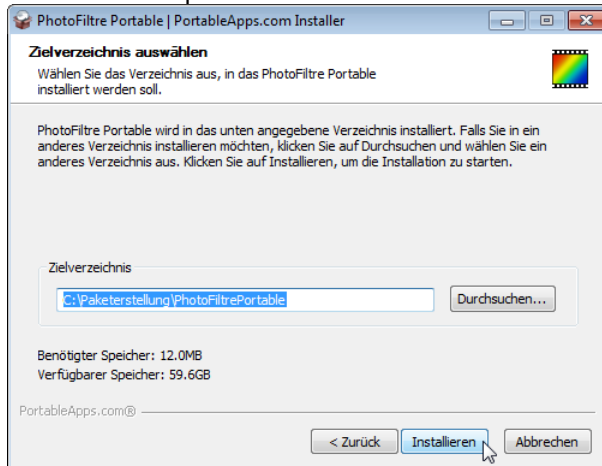 PhotoFiltre Portable | PortableApps.com Installer
Zielverzeichnis auswählen
Wählen Sie das Verzeichnis aus, in das PhotoFiltre Portable
installiert werden soll.
PhotoFiltre Portable wird in das unten angegebene Verzeichnis installiert. Falls Sie in ein
anderes Verzeichnis installieren möchten, klicken Sie auf Durchsuchen und wählen Sie ein
anderes Verzeichnis aus. Klicken Sie auf Installieren, um die Installation zu starten.
Zielverzeichnis
C:\Paketerstellung\PhotoFiltrePortable
Durchsuchen...
Benötigter Speicher: 12.0MB
Verfügbarer Speicher: 59.6GB
PortableApps.com®
< Zurück
Installieren
Abbrechen